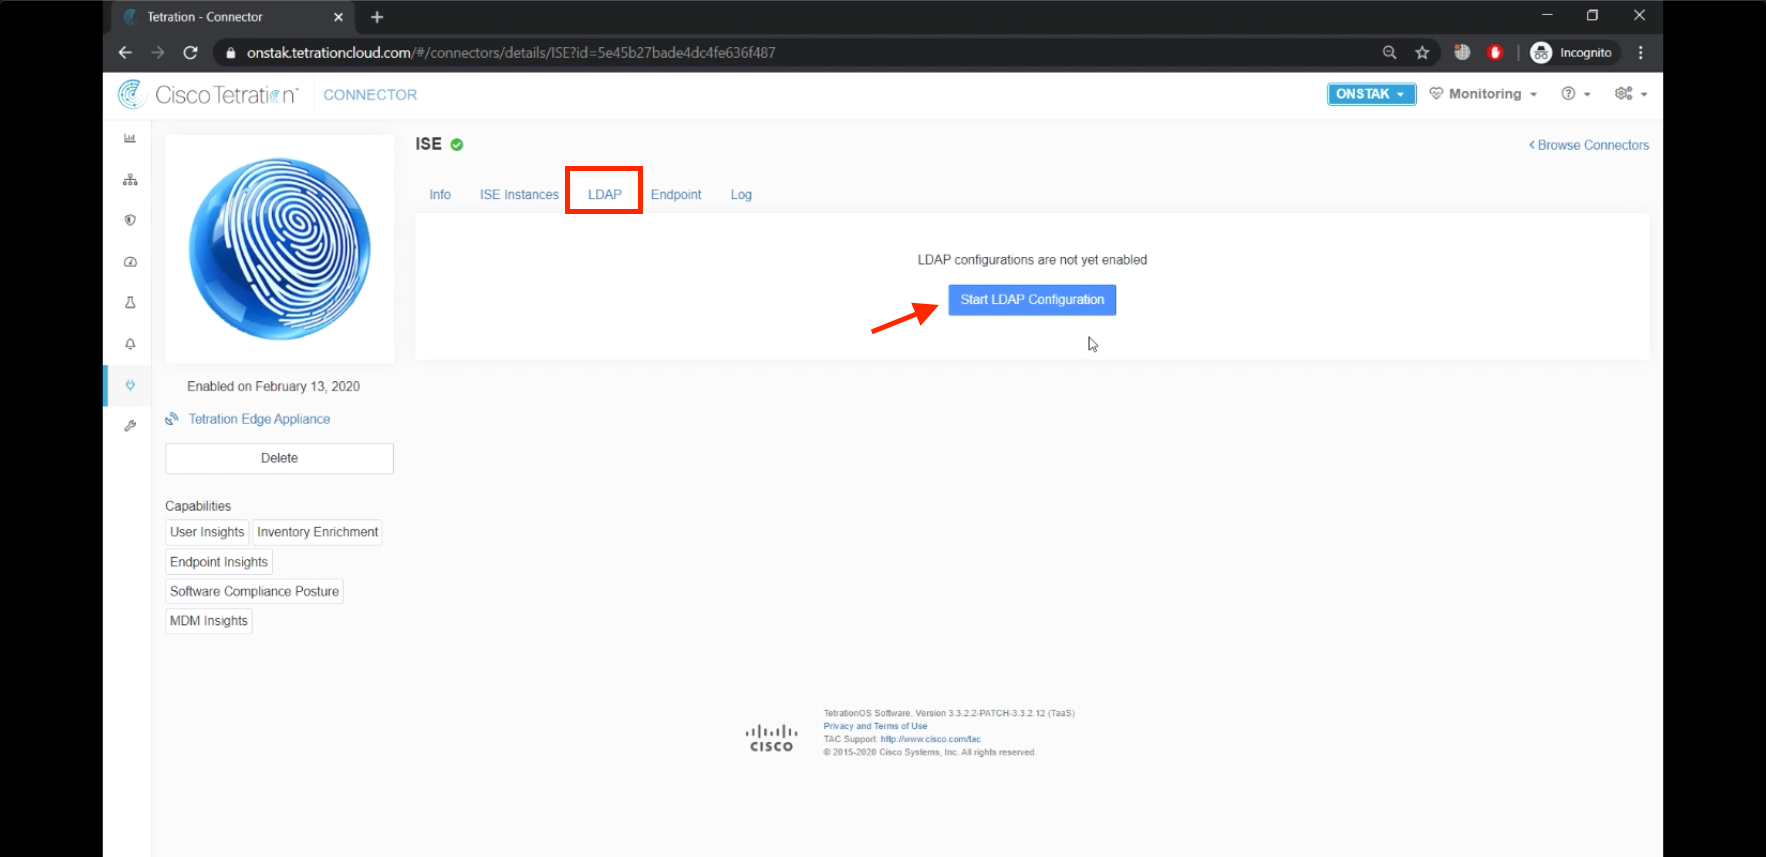 Tetration - Connector
onstak.tetrationcloud.com/#/connectors/details/ISE?id=5e45b27bade4dc4fe636f487
Incognito
Cisco Tetration™ CONNECTOR
ONSTAK Monitoring
ISE
Browse Connectors
Info ISE Instances LDAP Endpoint Log
LDAP configurations are not yet enabled
Start LDAP Configuration
Enabled on February 13, 2020
Tetration Edge Appliance
Delete
Capabilities
User Insights Inventory Enrichment
Endpoint Insights
Software Compliance Posture
MDM Insights
CISCO
TetrationOS Software, Version 3.3.2.2-PATCH-3.3.2.12 (TaaS)
Privacy and Terms of Use
TAC Support: http://www.cisco.com/tac
© 2015-2020 Cisco Systems, Inc. All rights reserved.